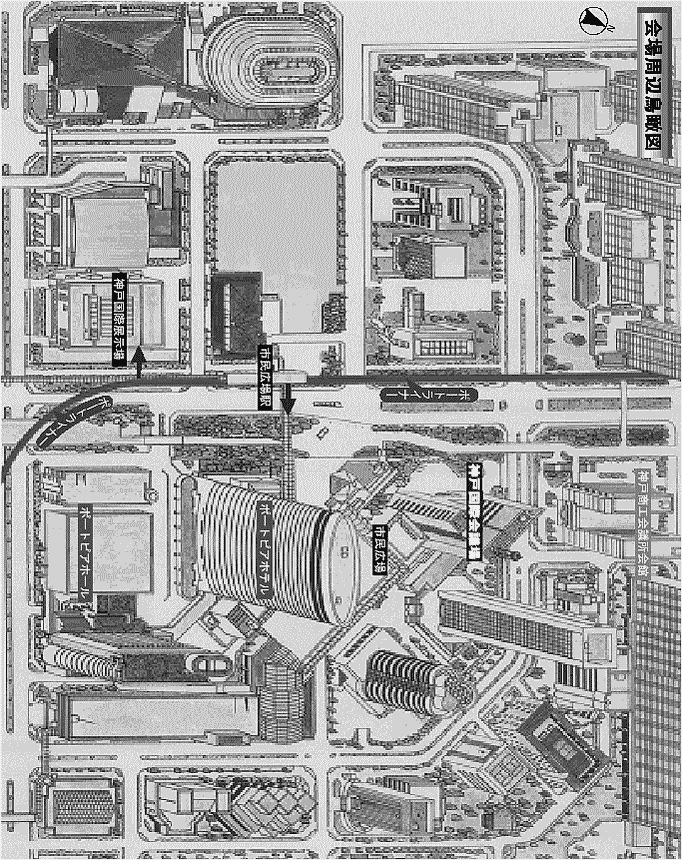 会場周辺鳥瞰図
N
神戸国際展示場
市民広場駅
ポートライナー
ポートライナー
神戸国際会議場
神戸商工会議所会館
市民広場
ポートピアホテル
ポートピアホール